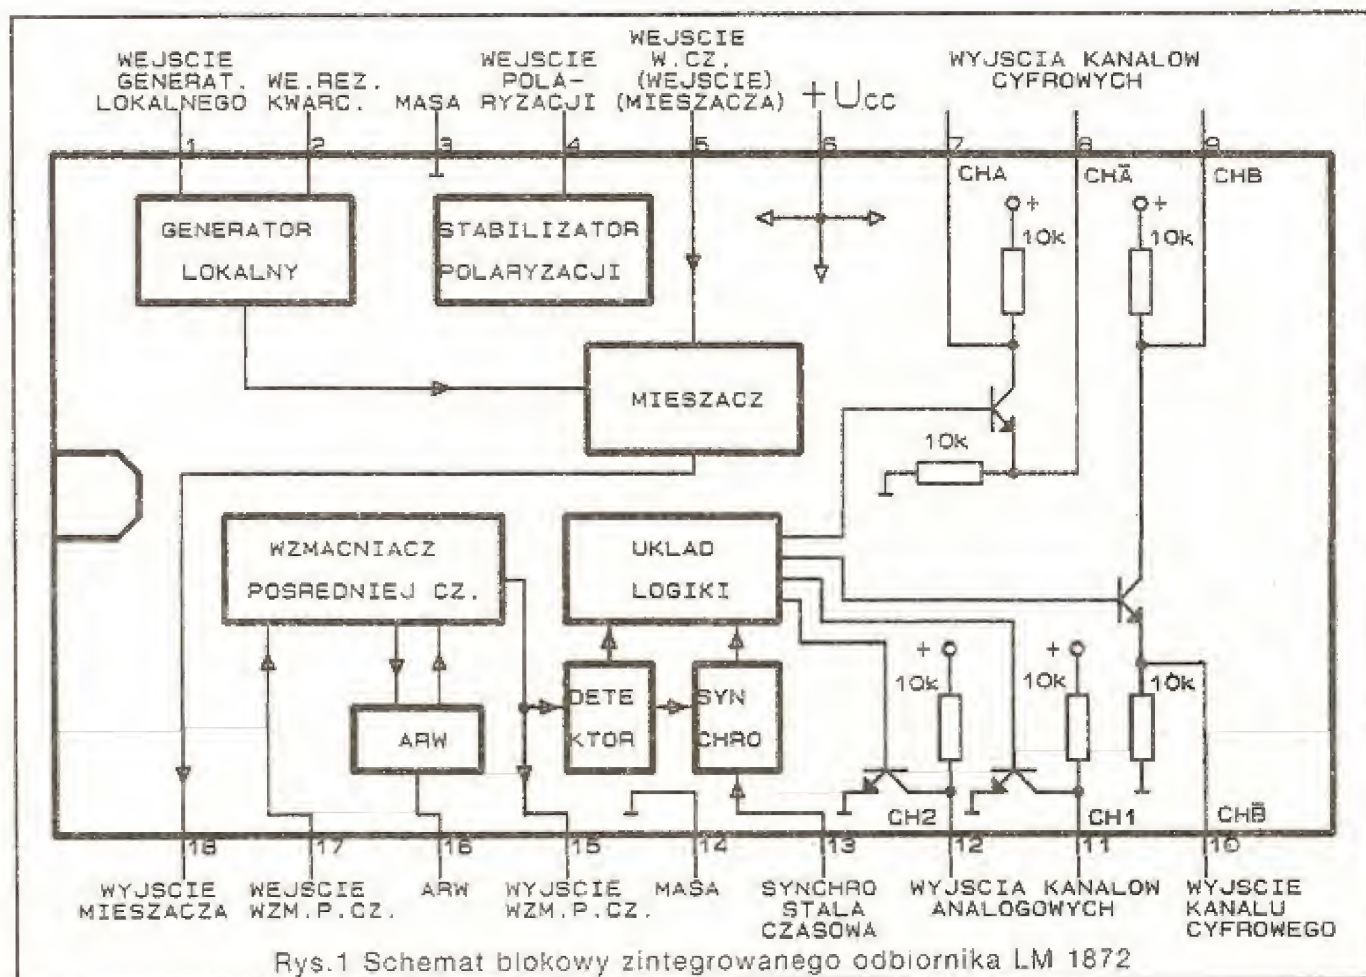 WEJSCIE
GENERAT.
LOKALNEGO
WE.REZ.
KWARC.
MASA
WEJSCIE
POLA-
RYZACJI
WEJSCIE
W.CZ.
(WEJSCIE)
(MIESZACZA)
+Ucc
WYJSCIA KANALOW
CYFROWYCH
1
2
3
4
5
6
7
8
9
CHA
CHA̅
CHB
GENERATOR
LOKALNY
STABILIZATOR
POLARYZACJI
+
10k
+
10k
MIESZACZ
10k
WZMACNIACZ
POSREDNIEJ CZ.
UKLAD
LOGIKI
DETE
KTOR
SYN
CHRO
ARW
+
10k
+
10k
10k
CH2
CH1
CHB̅
18
17
16
15
14
13
12
11
10
WYJSCIE
MIESZACZA
WEJSCIE
WZM.P.CZ.
ARW
WYJSCIE
WZM.P.CZ.
MASA
SYNCHRO
STALA
CZASOWA
WYJSCIA KANALOW
ANALOGOWYCH
WYJSCIE
KANALU
CYFROWEGO
Rys.1 Schemat blokowy zintegrowanego odbiornika LM 1872